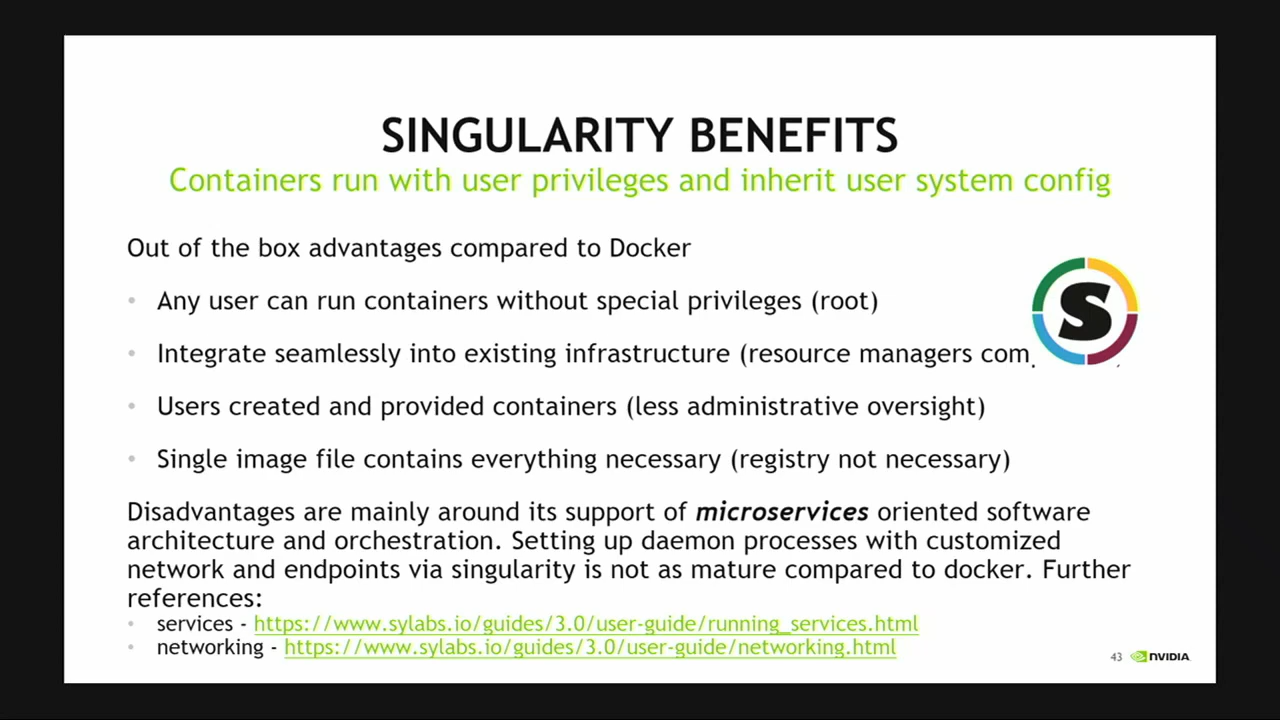 SINGULARITY BENEFITS
Containers run with user privileges and inherit user system config
Out of the box advantages compared to Docker
• Any user can run containers without special privileges (root)
S
• Integrate seamlessly into existing infrastructure (resource managers
• Users created and provided containers (less administrative oversight)
• Single image file contains everything necessary (registry not necessary)
Disadvantages are mainly around its support of microservices oriented software
architecture and orchestration. Setting up daemon processes with customized
network and endpoints via singularity is not as mature compared to docker. Further
references:
• services - https://www.sylabs.io/guides/3.0/user-guide/running_services.html
• networking - https://www.sylabs.io/guides/3.0/user-guide/networking.html
43 NVIDIA